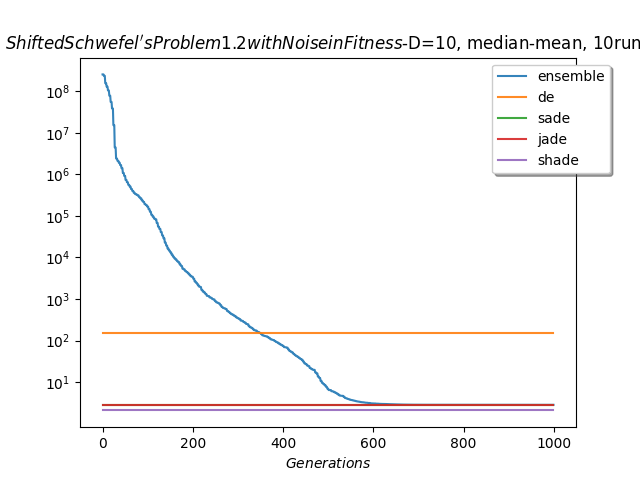 ShiftedSchwefel'sProblem1.2withNoiseinFitness-D=10, median-mean, 10run
ensemble
de
sade
jade
shade
10^8
10^7
10^6
10^5
10^4
10^3
10^2
10^1
0 200 400 600 800 1000
Generations